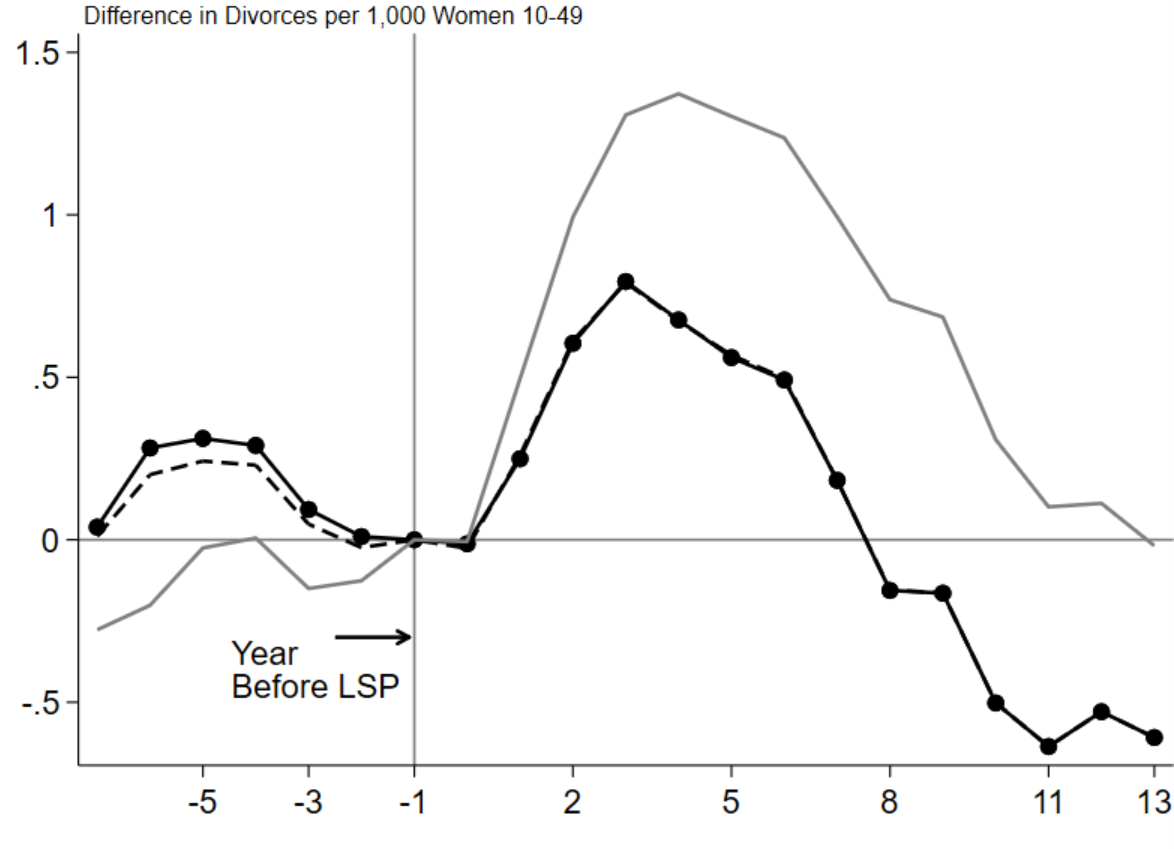 Difference in Divorces per 1,000 Women 10-49
1.5
1
.5
0
-.5
Year
Before LSP
-5 -3 -1 2 5 8 11 13